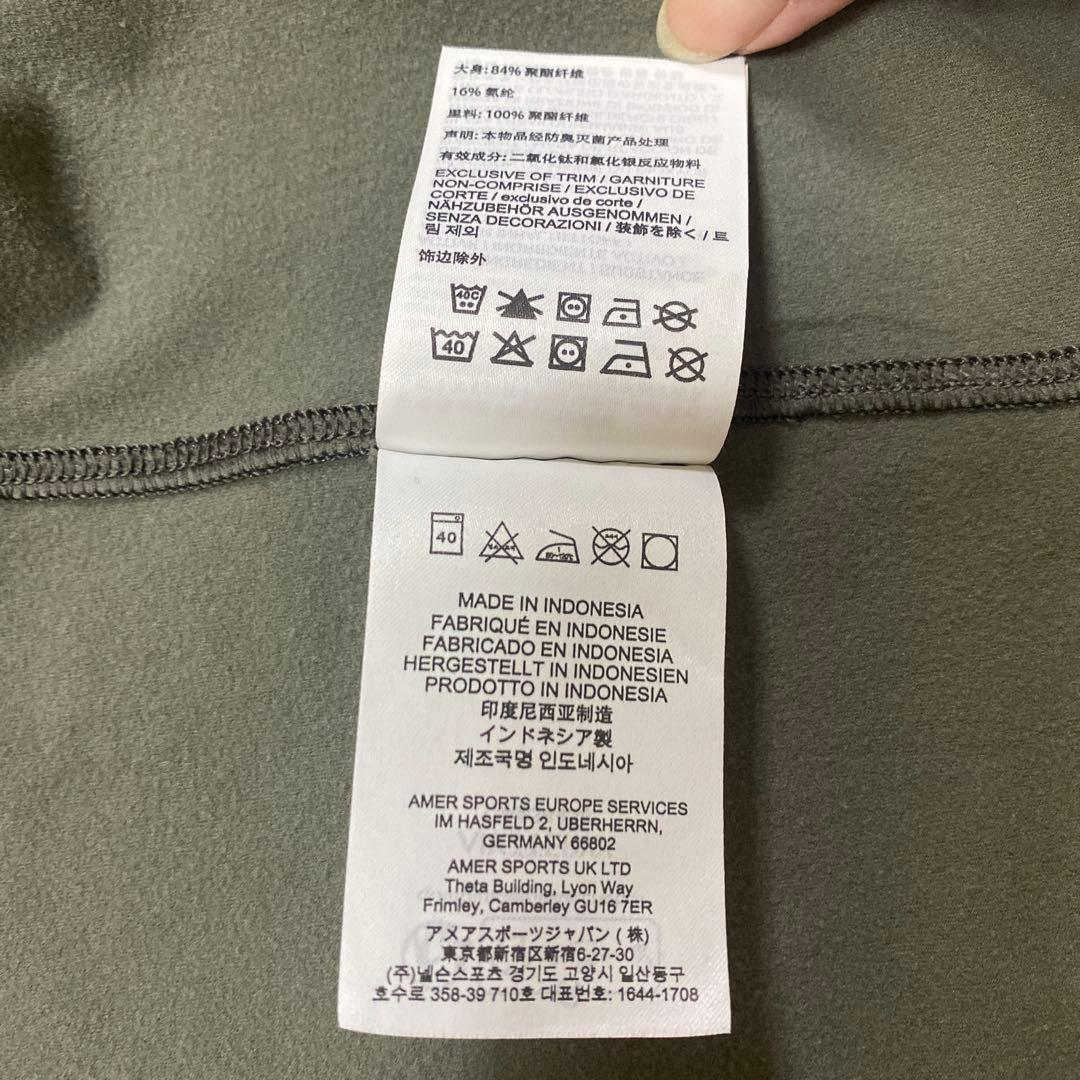 大身: 84% 聚酯纤维
16% 氨纶
里料: 100% 聚酯纤维
声明: 本物品经防臭灭菌产品处理
有效成分: 二氧化钛和氯化银反应物料
EXCLUSIVE OF TRIM / GARNITURE
NON-COMPRISE / EXCLUSIVO DE
CORTE / exclusivo de corte /
NÄHZUBEHÖR AUSGENOMMEN /
SENZA DECORAZIONI / 装飾を除く / 트
림 제외
饰边除外
40C
40
40
MADE IN INDONESIA
FABRIQUÉ EN INDONESIE
FABRICADO EN INDONESIA
HERGESTELLT IN INDONESIEN
PRODOTTO IN INDONESIA
印度尼西亚制造
インドネシア製
제조국명 인도네시아
AMER SPORTS EUROPE SERVICES
IM HASFELD 2, UBERHERRN,
GERMANY 66802
AMER SPORTS UK LTD
Theta Building, Lyon Way
Frimley, Camberley GU16 7ER
アメアスポーツジャパン (株)
東京都新宿区新宿6-27-30
(주)넬슨스포츠 경기도 고양시 일산동구
호수로 358-39 710호 대표번호: 1644-1708